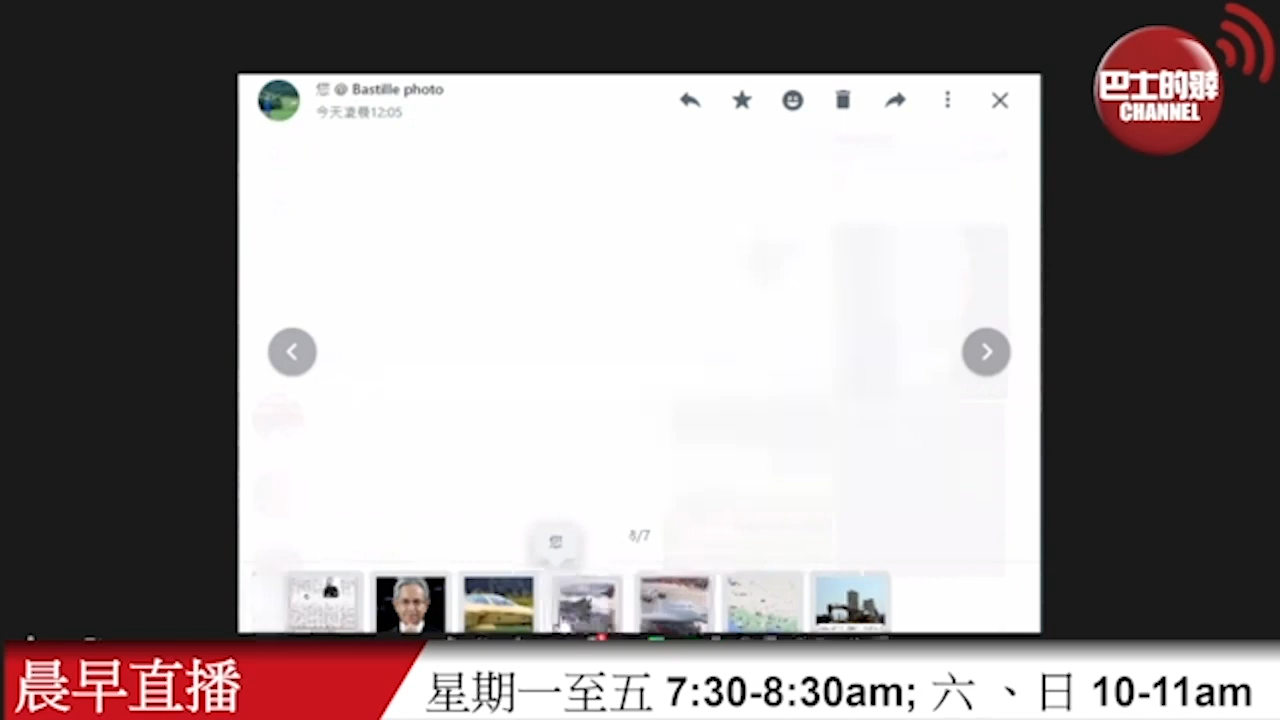 您 @ Bastille photo
今天凌晨12:05
巴士的報
CHANNEL
您
/7
晨早直播
星期一至五 7:30-8:30am; 六 、日 10-11am